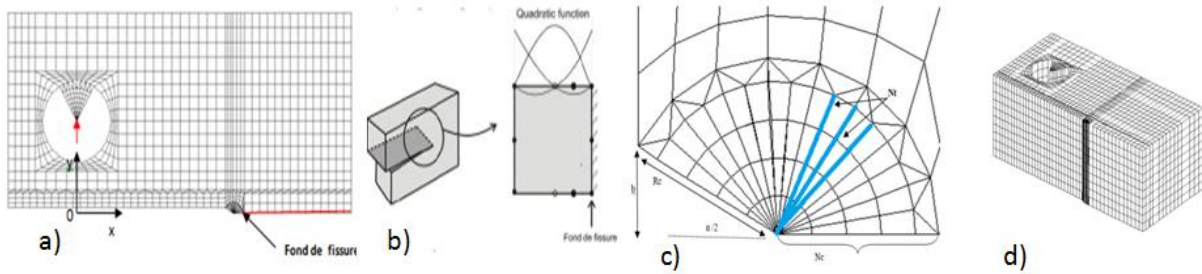 y
O
x
a)
Fond de fissure
b)
Quadratic function
Fond de fissure
c)
Nt
Rc
α/2
Nc
d)